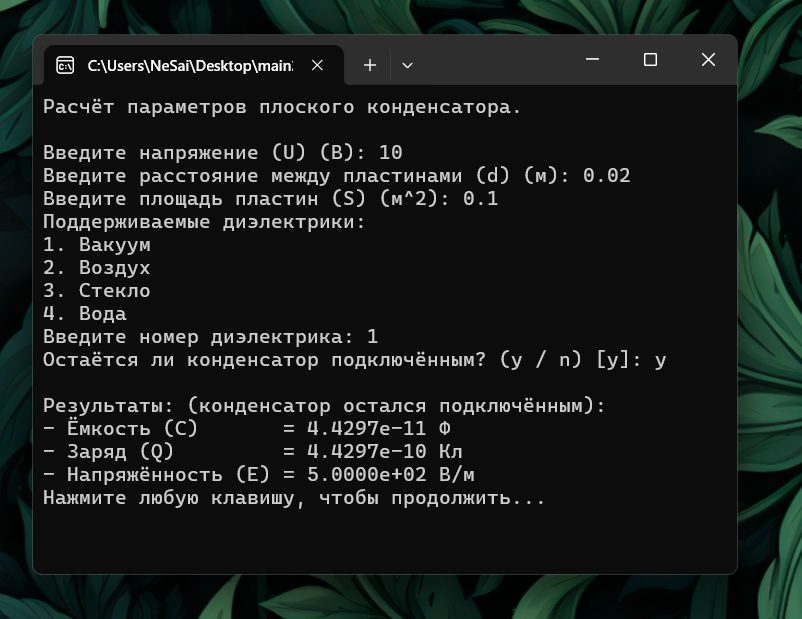 C:\Users\NeSai\Desktop\main
Расчёт параметров плоского конденсатора.
Введите напряжение (U) (В): 10
Введите расстояние между пластинами (d) (м): 0.02
Введите площадь пластин (S) (м^2): 0.1
Поддерживаемые диэлектрики:
1. Вакуум
2. Воздух
3. Стекло
4. Вода
Введите номер диэлектрика: 1
Остаётся ли конденсатор подключённым? (y / n) [y]: y
Результаты: (конденсатор остался подключённым):
- Ёмкость (C) = 4.4297e-11 Ф
- Заряд (Q) = 4.4297e-10 Кл
- Напряжённость (E) = 5.0000e+02 В/м
Нажмите любую клавишу, чтобы продолжить...